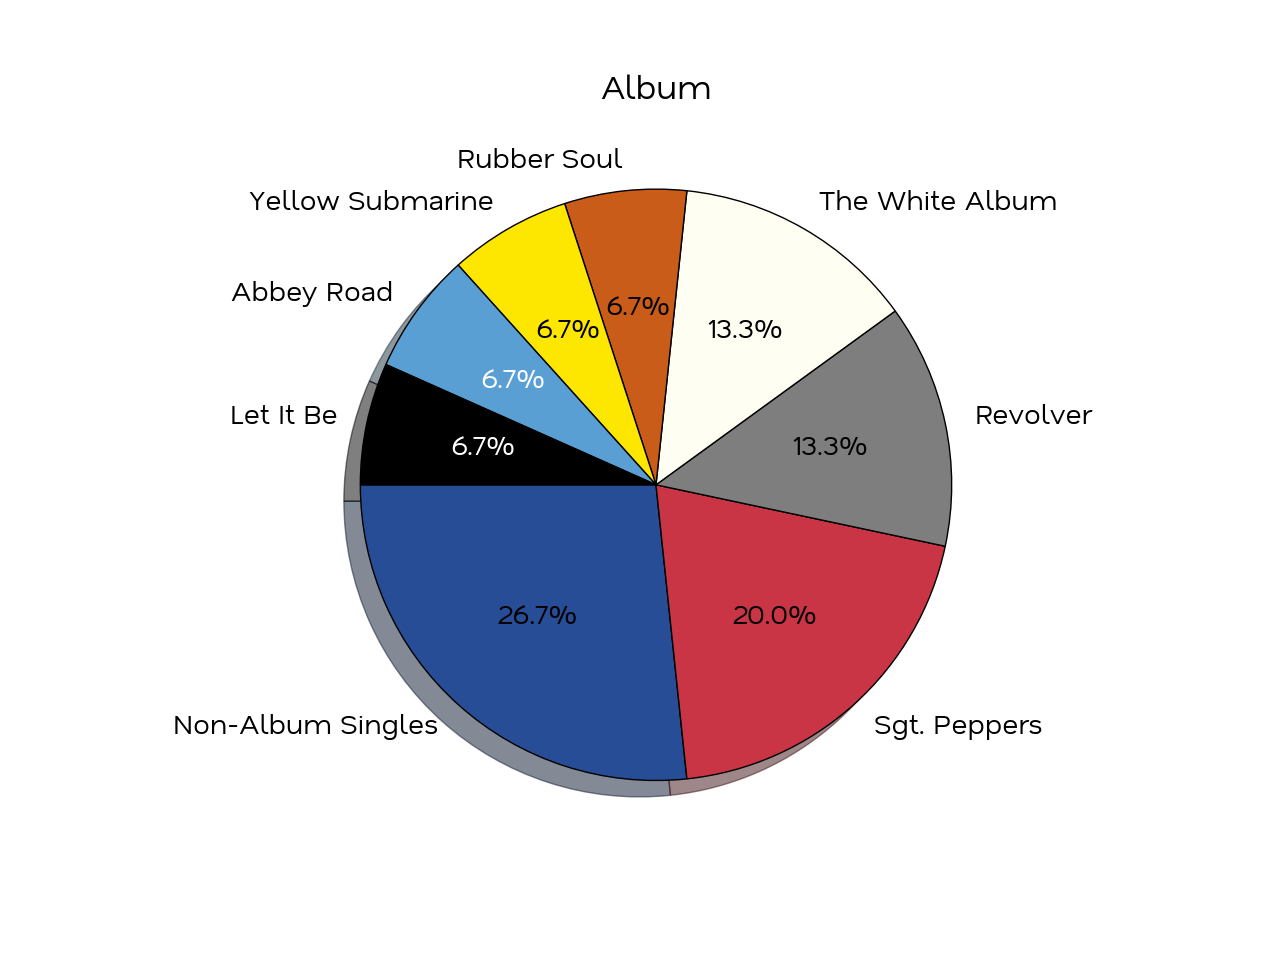 Album
Rubber Soul
Yellow Submarine
The White Album
Abbey Road
6.7%
6.7%
13.3%
6.7%
Let It Be
Revolver
6.7%
13.3%
26.7%
20.0%
Non-Album Singles
Sgt. Peppers